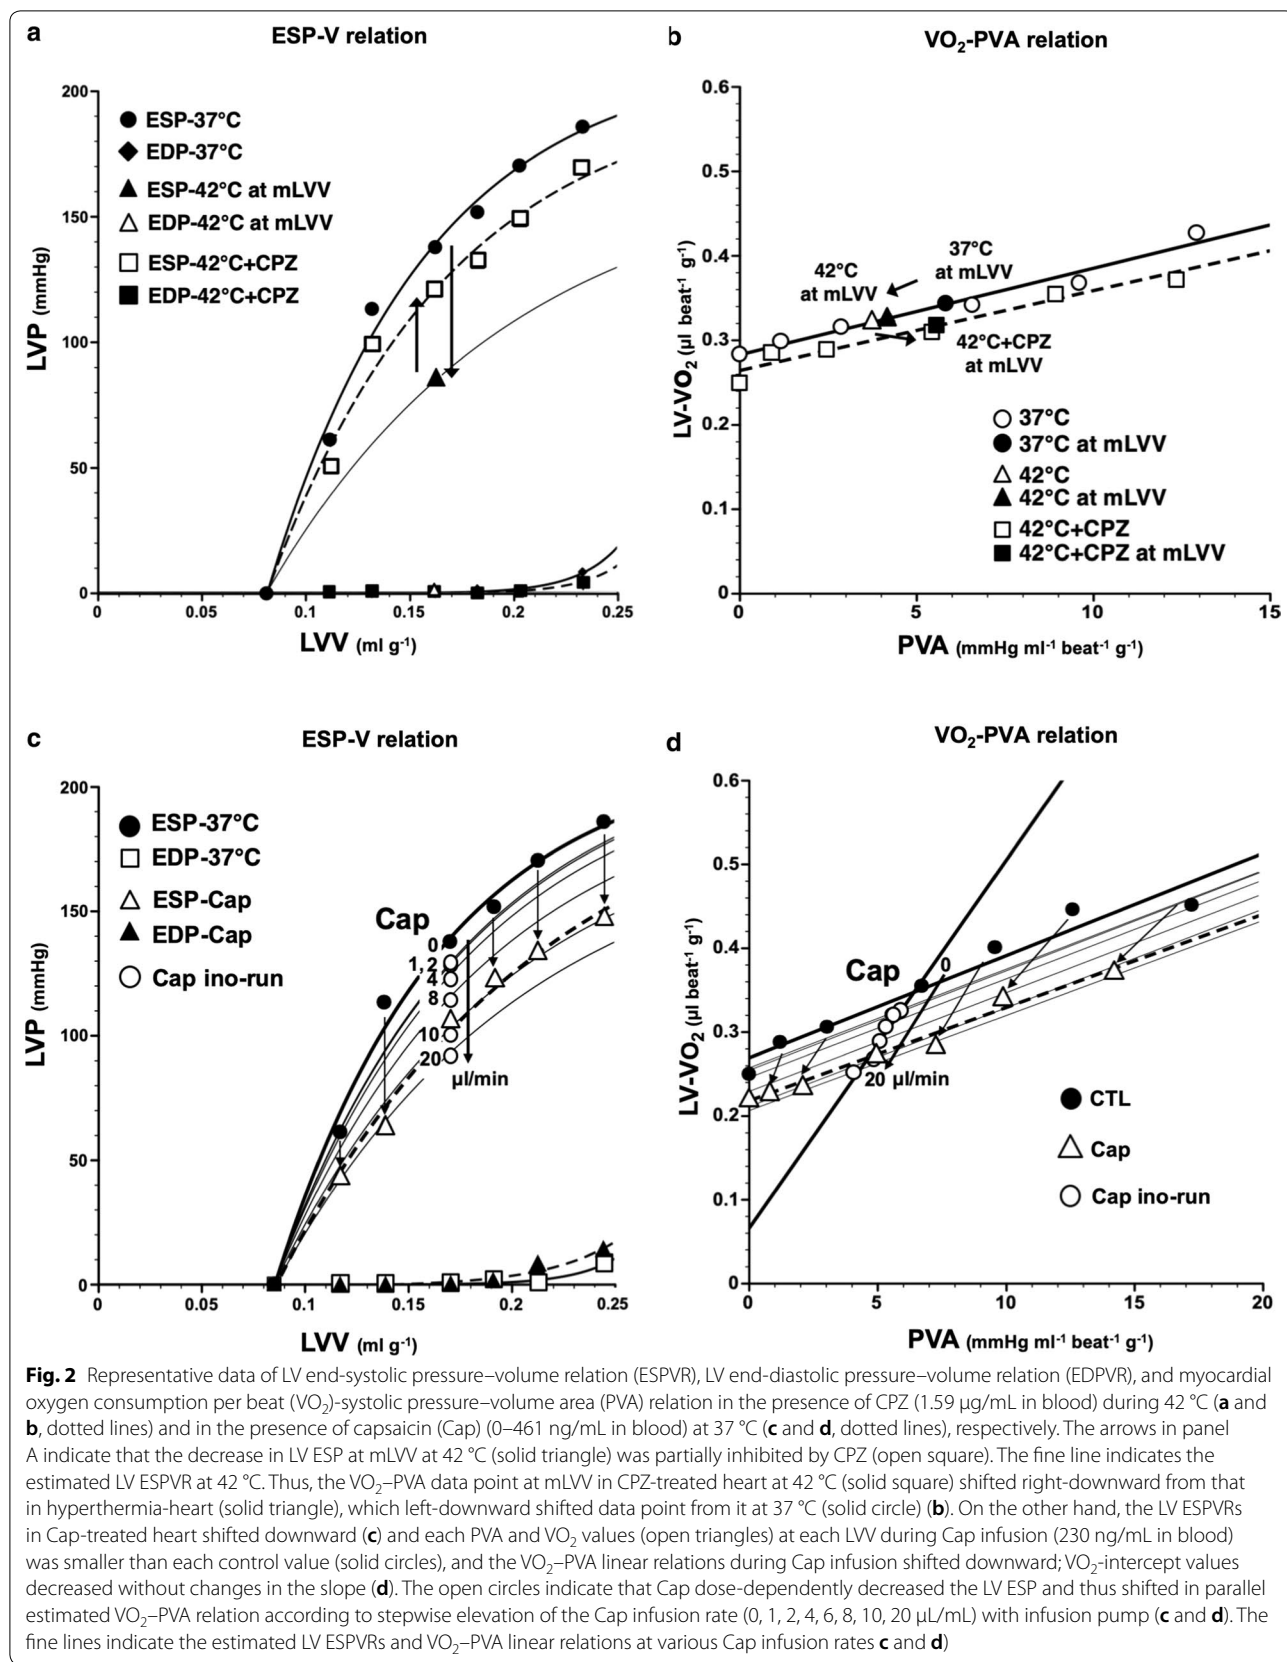 a
ESP-V relation
200
150
100
50
0
LVP (mmHg)
ESP-37°C
EDP-37°C
ESP-42°C at mLVV
EDP-42°C at mLVV
ESP-42°C+CPZ
EDP-42°C+CPZ
0 0.05 0.1 0.15 0.2 0.25
LVV (ml g⁻¹)
b
VO₂-PVA relation
0.6
0.5
0.4
0.3
0.2
0.1
0
LV-VO₂ (µl beat⁻¹ g⁻¹)
37°C
at mLVV
42°C
at mLVV
42°C+CPZ
at mLVV
37°C
37°C at mLVV
42°C
42°C at mLVV
42°C+CPZ
42°C+CPZ at mLVV
0 5 10 15
PVA (mmHg ml⁻¹ beat⁻¹ g⁻¹)
c
ESP-V relation
200
150
100
50
0
LVP (mmHg)
ESP-37°C
EDP-37°C
ESP-Cap
EDP-Cap
Cap ino-run
Cap
0
1, 2
4
8
10
20
µl/min
0 0.05 0.1 0.15 0.2 0.25
LVV (ml g⁻¹)
d
VO₂-PVA relation
0.6
0.5
0.4
0.3
0.2
0.1
0
LV-VO₂ (µl beat⁻¹ g⁻¹)
Cap
0
20 µl/min
CTL
Cap
Cap ino-run
0 5 10 15 20
PVA (mmHg ml⁻¹ beat⁻¹ g⁻¹)
Fig. 2 Representative data of LV end-systolic pressure–volume relation (ESPVR), LV end-diastolic pressure–volume relation (EDPVR), and myocardial
oxygen consumption per beat (VO₂)-systolic pressure–volume area (PVA) relation in the presence of CPZ (1.59 µg/mL in blood) during 42 °C (a and
b, dotted lines) and in the presence of capsaicin (Cap) (0–461 ng/mL in blood) at 37 °C (c and d, dotted lines), respectively. The arrows in panel
A indicate that the decrease in LV ESP at mLVV at 42 °C (solid triangle) was partially inhibited by CPZ (open square). The fine line indicates the
estimated LV ESPVR at 42 °C. Thus, the VO₂–PVA data point at mLVV in CPZ-treated heart at 42 °C (solid square) shifted right-downward from that
in hyperthermia-heart (solid triangle), which left-downward shifted data point from it at 37 °C (solid circle) (b). On the other hand, the LV ESPVRs
in Cap-treated heart shifted downward (c) and each PVA and VO₂ values (open triangles) at each LVV during Cap infusion (230 ng/mL in blood)
was smaller than each control value (solid circles), and the VO₂–PVA linear relations during Cap infusion shifted downward; VO₂-intercept values
decreased without changes in the slope (d). The open circles indicate that Cap dose-dependently decreased the LV ESP and thus shifted in parallel
estimated VO₂–PVA relation according to stepwise elevation of the Cap infusion rate (0, 1, 2, 4, 6, 8, 10, 20 µL/mL) with infusion pump (c and d). The
fine lines indicate the estimated LV ESPVRs and VO₂–PVA linear relations at various Cap infusion rates c and d)